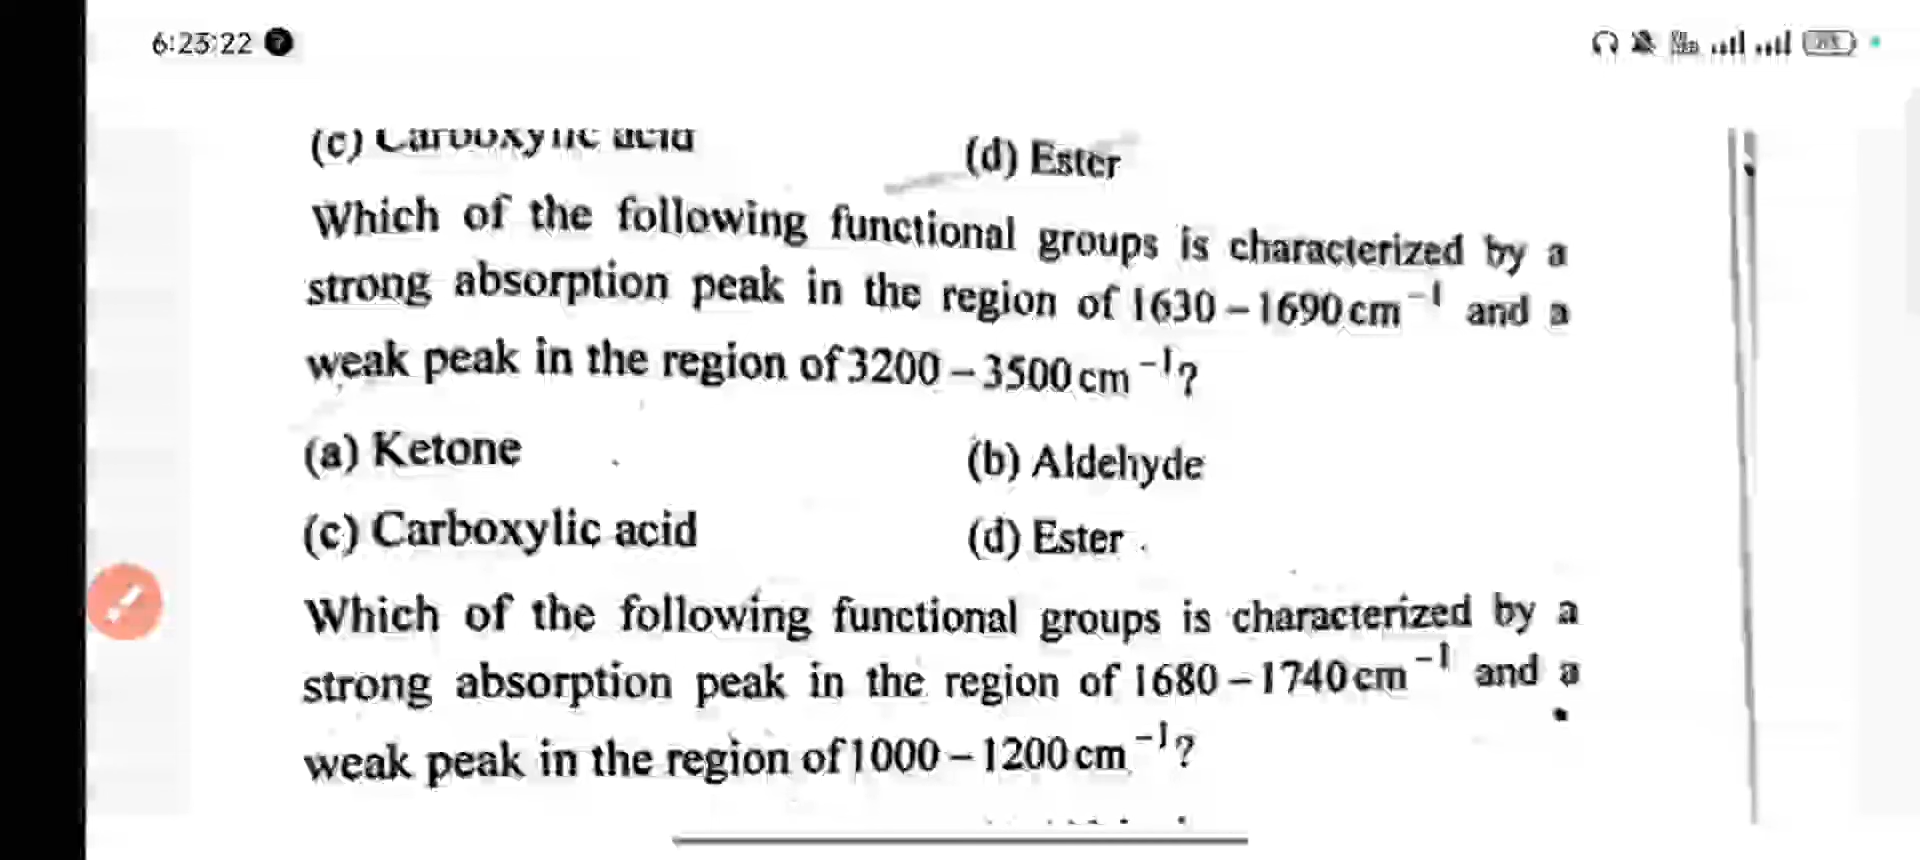 6:23:22
(c) Carboxylic acid
(d) Ester
Which of the following functional groups is characterized by a
strong absorption peak in the region of 1630 – 1690 cm⁻¹ and a
weak peak in the region of 3200 – 3500 cm⁻¹?
(a) Ketone
(b) Aldehyde
(c) Carboxylic acid
(d) Ester
Which of the following functional groups is characterized by a
strong absorption peak in the region of 1680 – 1740 cm⁻¹ and a
weak peak in the region of 1000 – 1200 cm⁻¹?